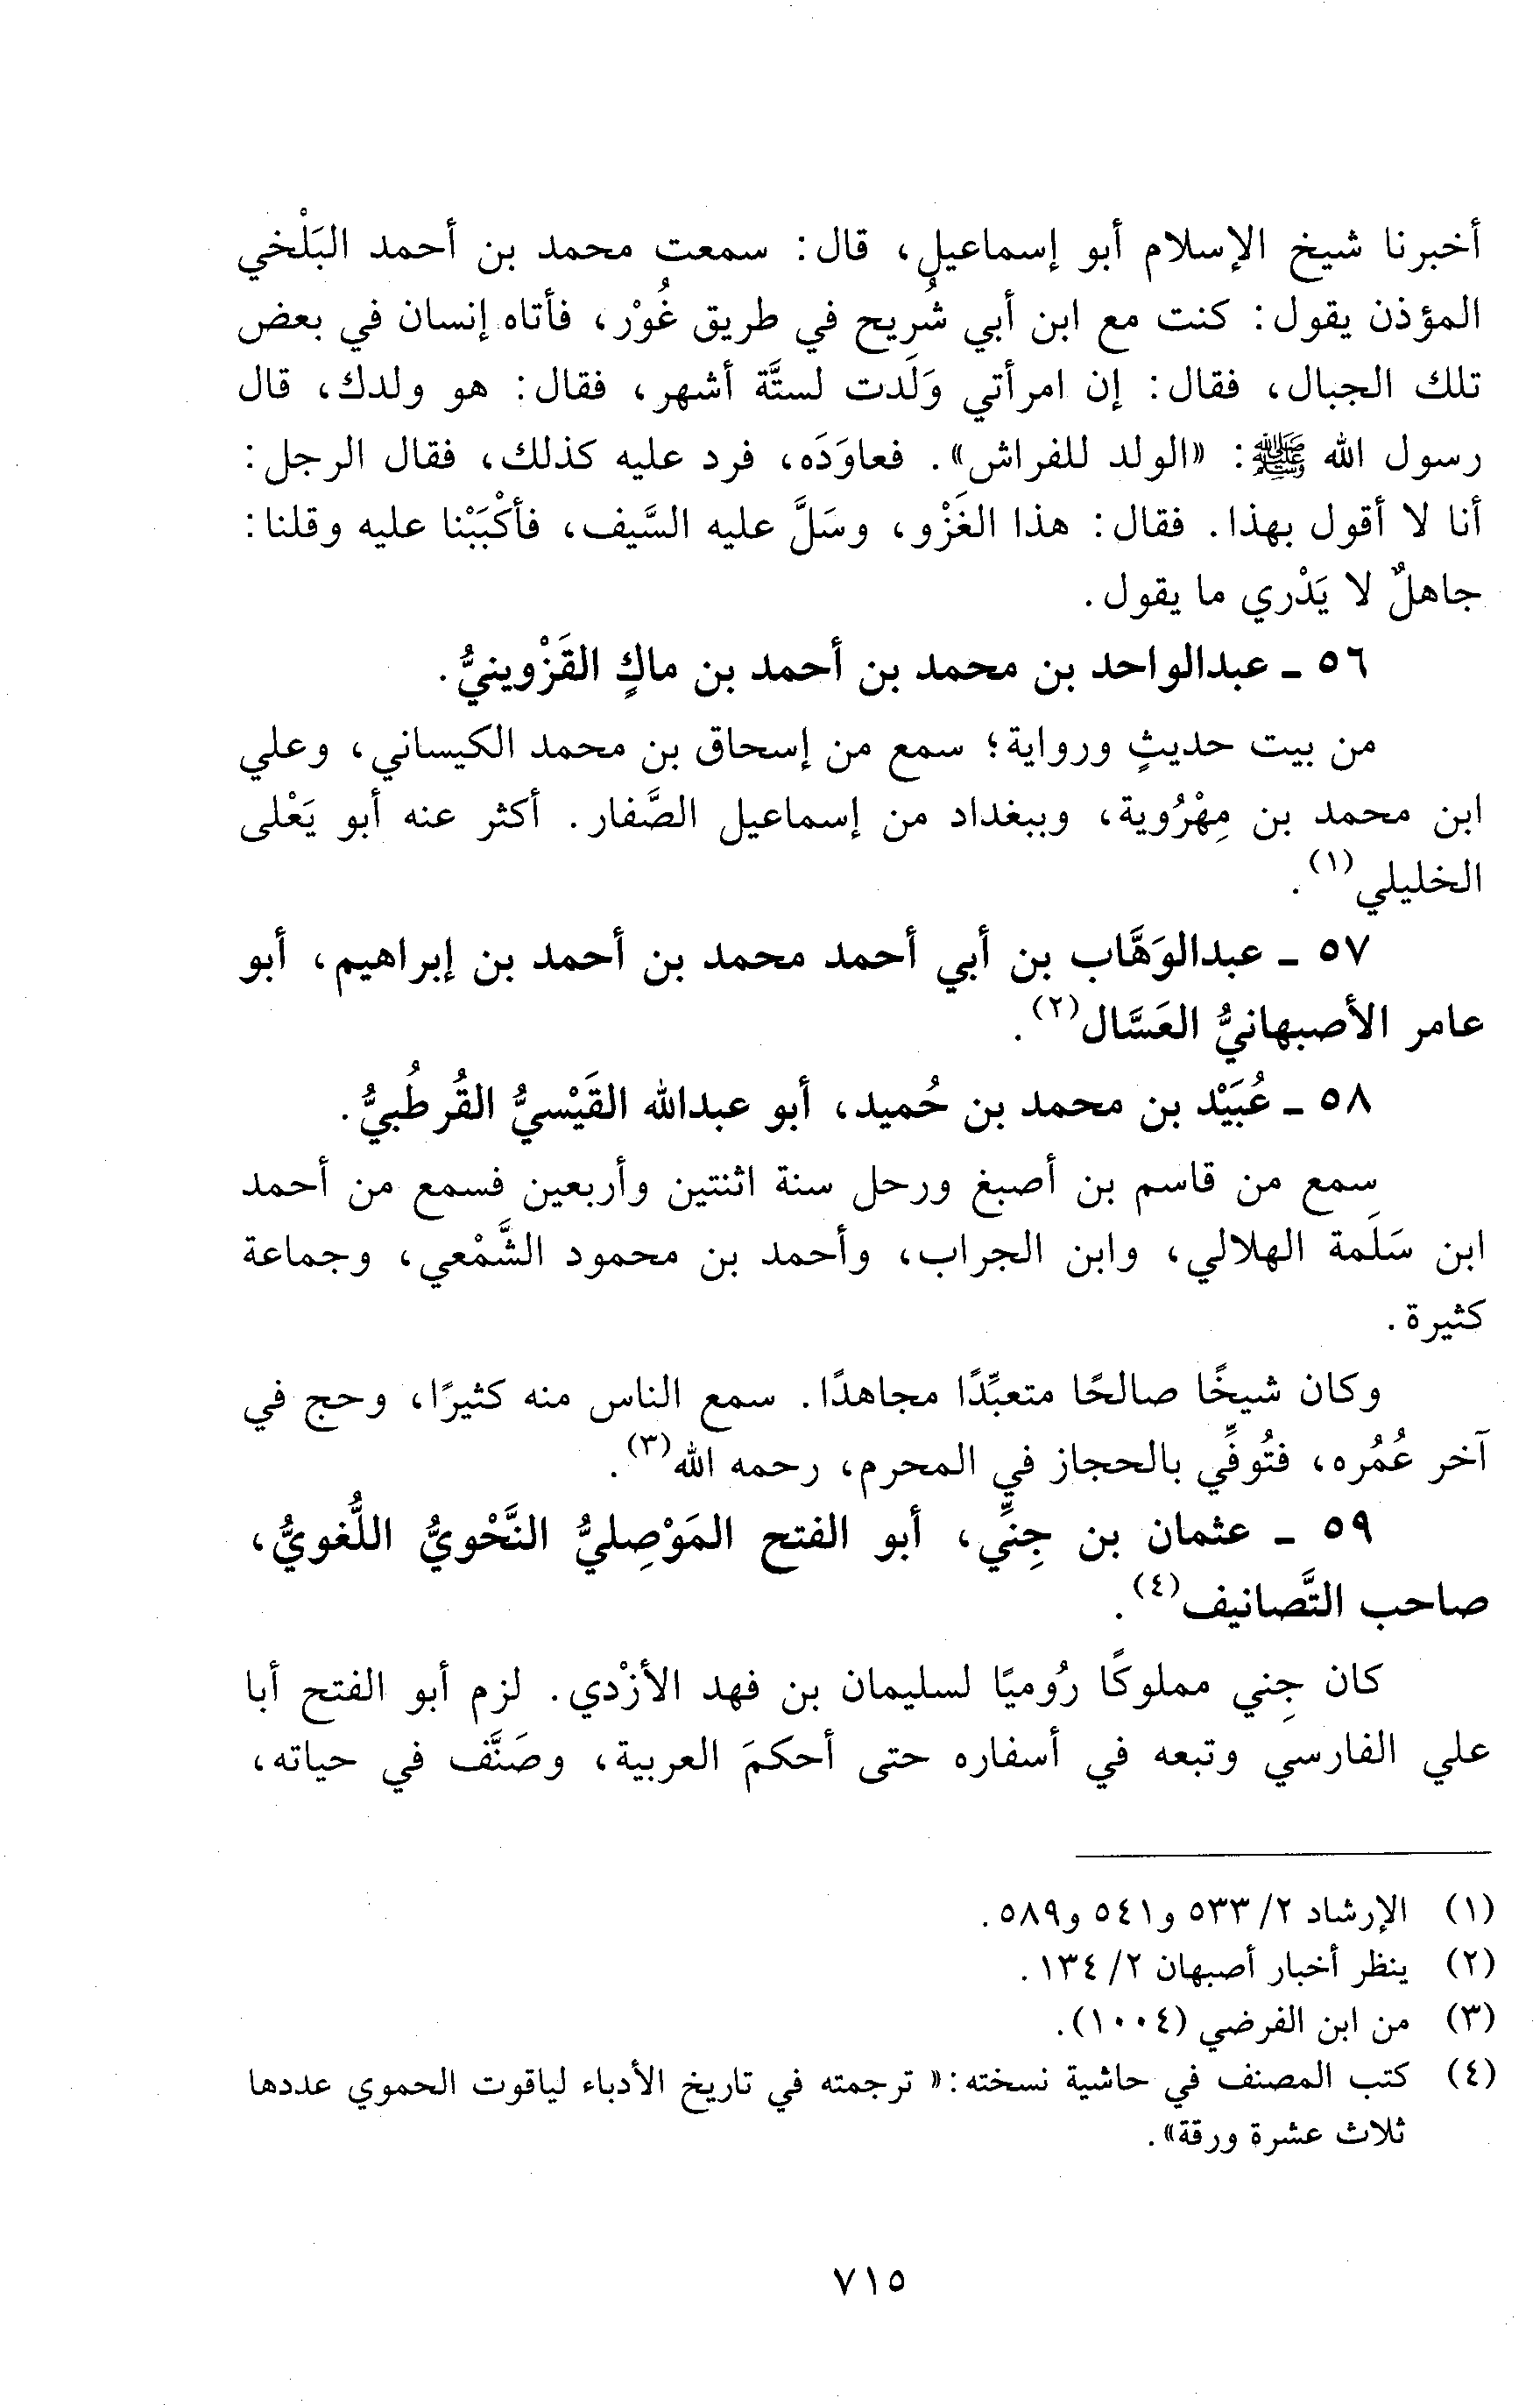 أخبرنا شيخ الإسلام أبو إسماعيل، قال: سمعت محمد بن أحمد البَلْخي
المؤذن يقول: كنت مع ابن أبي شُريح في طريق غُوْر، فأتاه إنسان في بعض
تلك الجبال، فقال: إن امرأتي وَلَدت لستَّة أشهر، فقال: هو ولدك، قال
رسول الله ﷺ: «الولد للفراش». فعاوَدَه، فرد عليه كذلك، فقال الرجل:
أنا لا أقول بهذا. فقال: هذا الغَزْو، وسَلَّ عليه السَّيف، فأكْبَبْنا عليه وقلنا:
جاهلٌ لا يَدْري ما يقول.
٥٦ ـ عبدالواحد بن محمد بن أحمد بن ماكٍ القَزْوينيُّ.
من بيت حديثٍ ورواية؛ سمع من إسحاق بن محمد الكيساني، وعلي
ابن محمد بن مِهْرُوية، وببغداد من إسماعيل الصَّفار. أكثر عنه أبو يَعْلى
الخليلي(١).
٥٧ ـ عبدالوَهَّاب بن أبي أحمد محمد بن أحمد بن إبراهيم، أبو
عامر الأصبهانيُّ العَسَّال(٢).
٥٨ ـ عُبَيْد بن محمد بن حُميد، أبو عبدالله القَيْسيُّ القُرطُبيُّ.
سمع من قاسم بن أصبغ ورحل سنة اثنتين وأربعين فسمع من أحمد
ابن سَلَمة الهلالي، وابن الجراب، وأحمد بن محمود الشَّمْعي، وجماعة
كثيرة.
وكان شيخًا صالحًا متعبِّدًا مجاهدًا. سمع الناس منه كثيرًا، وحج في
آخر عُمُره، فتُوفِّي بالحجاز في المحرم، رحمه الله(٣).
٥٩ ـ عثمان بن جِنِّي، أبو الفتح المَوْصِليُّ النَّحْويُّ اللُّغويُّ،
صاحب التَّصانيف(٤).
كان جِني مملوكًا رُوميًا لسليمان بن فهد الأزْدي. لزم أبو الفتح أبا
علي الفارسي وتبعه في أسفاره حتى أحكمَ العربية، وصَنَّف في حياته،
(١) الإرشاد ٢/ ٥٣٣ و٥٤١ و٥٨٩.
(٢) ينظر أخبار أصبهان ٢/ ١٣٤.
(٣) من ابن الفرضي (١٠٠٤).
(٤) كتب المصنف في حاشية نسخته: «ترجمته في تاريخ الأدباء لياقوت الحموي عددها
ثلاث عشرة ورقة».
٧١٥